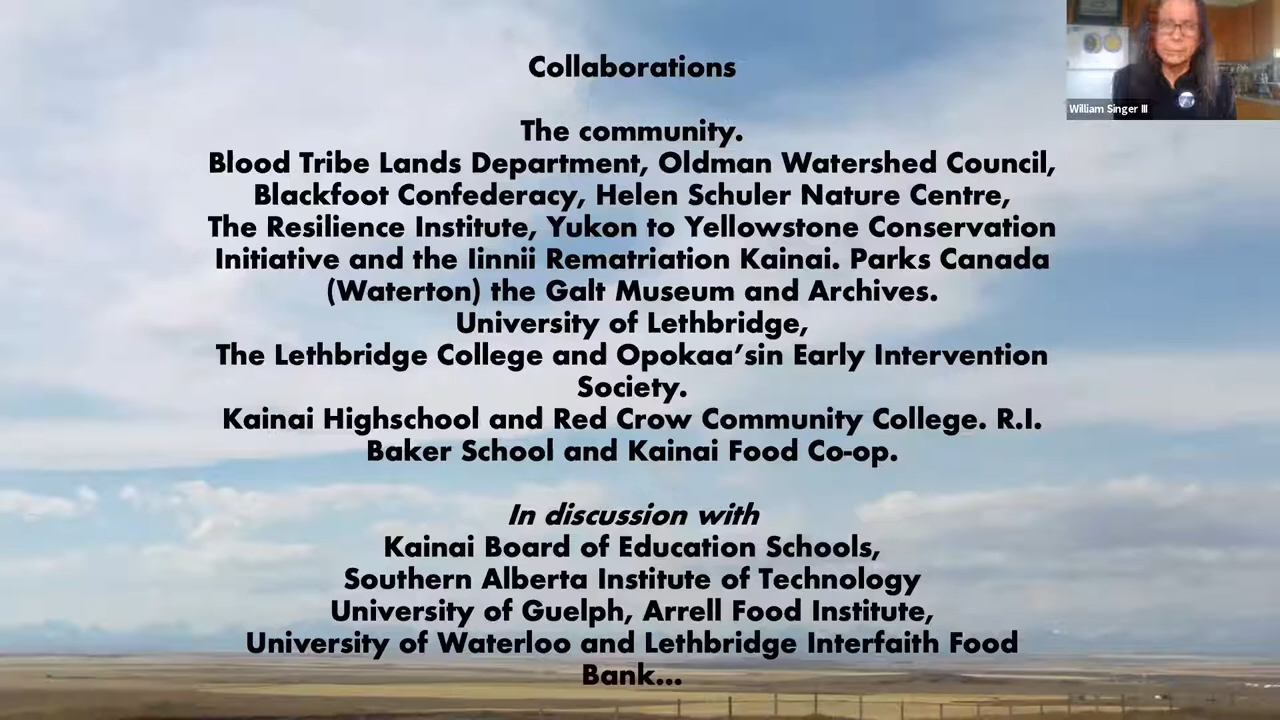 Collaborations
The community.
Blood Tribe Lands Department, Oldman Watershed Council,
Blackfoot Confederacy, Helen Schuler Nature Centre,
The Resilience Institute, Yukon to Yellowstone Conservation
Initiative and the Iinnii Rematriation Kainai. Parks Canada
(Waterton) the Galt Museum and Archives.
University of Lethbridge,
The Lethbridge College and Opokaa’sin Early Intervention
Society.
Kainai Highschool and Red Crow Community College. R.I.
Baker School and Kainai Food Co-op.
In discussion with
Kainai Board of Education Schools,
Southern Alberta Institute of Technology
University of Guelph, Arrell Food Institute,
University of Waterloo and Lethbridge Interfaith Food
Bank...
William Singer III